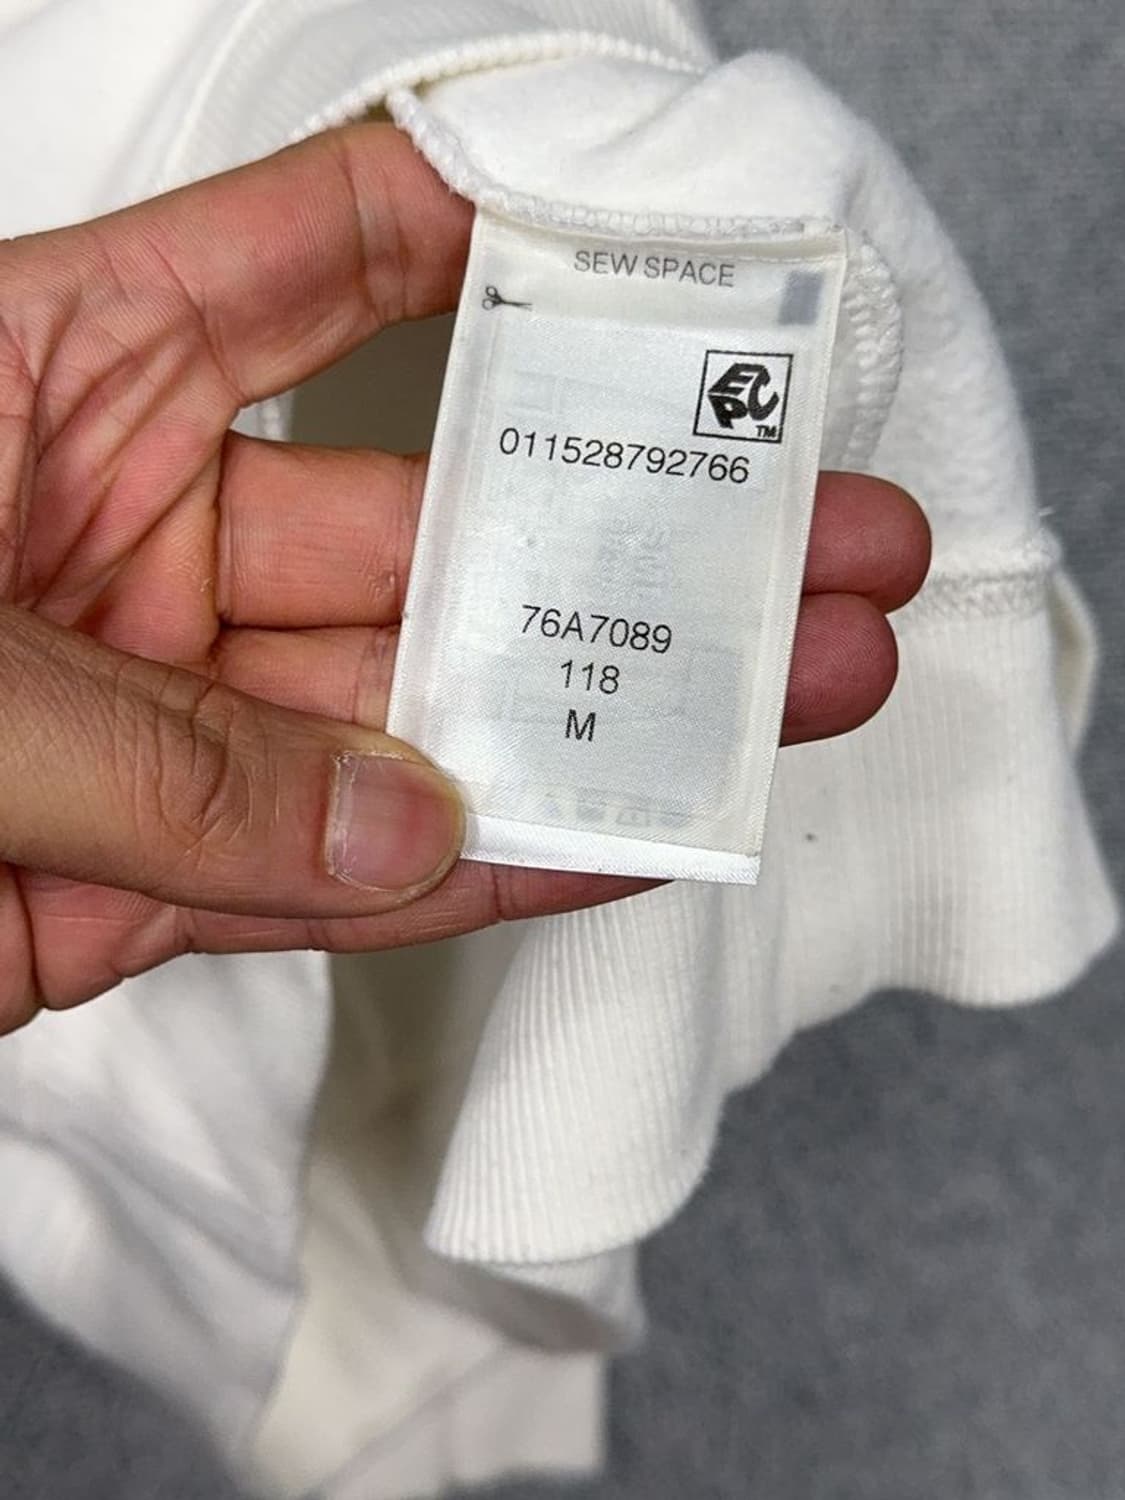 SEW SPACE
EPC
TM
011528792766
76A7089
118
M